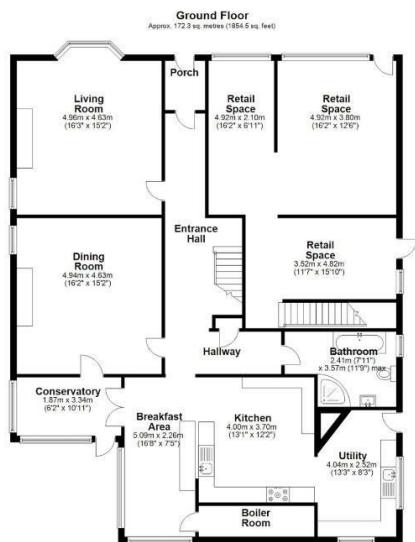 Ground Floor
Approx. 172.3 sq. metres (1854.5 sq. feet)
Porch
Living
Room
4.96m x 4.63m
(16'3" x 15'2")
Retail
Space
4.92m x 2.10m
(16'2" x 6'11")
Retail
Space
4.92m x 3.80m
(16'2" x 12'6")
Entrance
Hall
Retail
Space
3.52m x 4.82m
(11'7" x 15'10")
Dining
Room
4.94m x 4.63m
(16'2" x 15'2")
Hallway
Bathroom
2.41m (7'11")
x 3.57m (11'9") max
Conservatory
1.87m x 3.34m
(6'2" x 10'11")
Breakfast
Area
5.09m x 2.26m
(16'8" x 7'5")
Kitchen
4.00m x 3.70m
(13'1" x 12'2")
Utility
4.04m x 2.52m
(13'3" x 8'3")
Boiler
Room